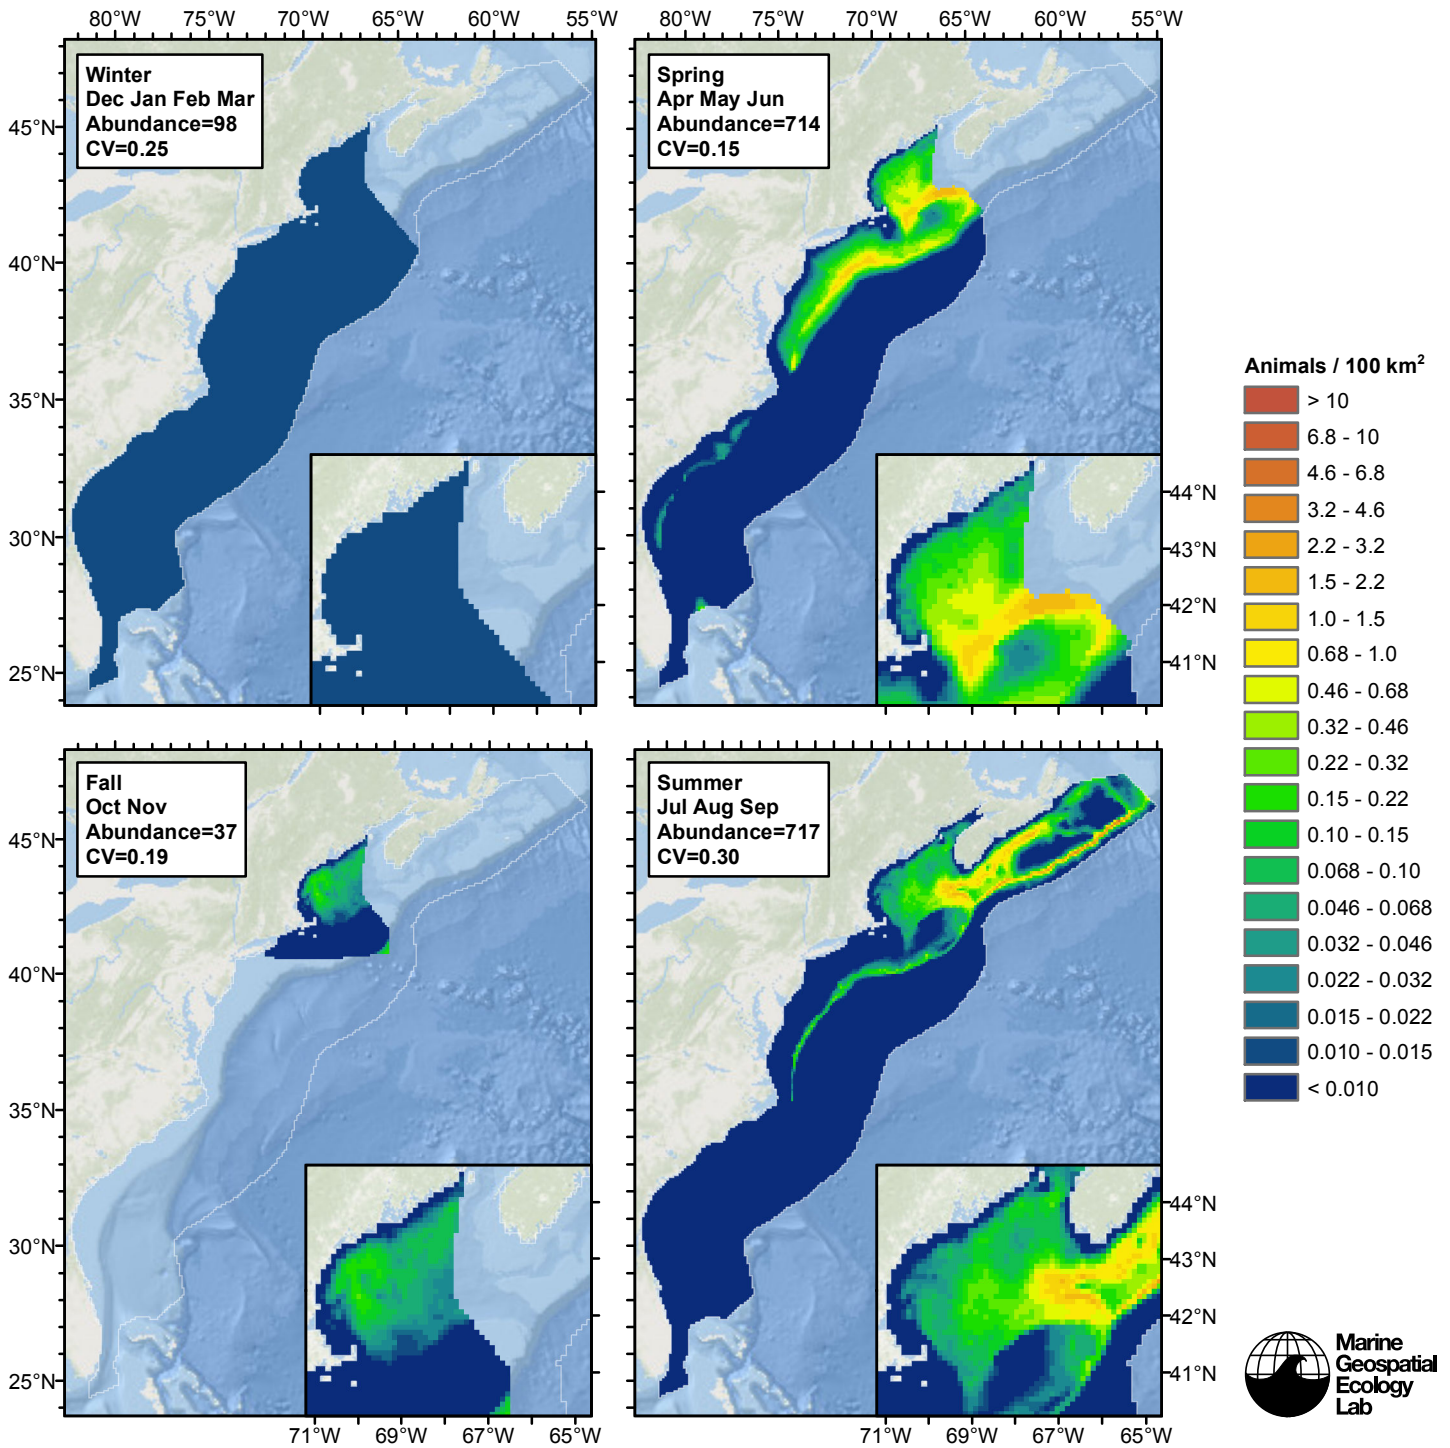 80°W 75°W 70°W 65°W 60°W 55°W
80°W 75°W 70°W 65°W 60°W 55°W
Winter
Dec Jan Feb Mar
Abundance=98
CV=0.25
45°N
40°N
35°N
30°N
25°N
Spring
Apr May Jun
Abundance=714
CV=0.15
44°N
43°N
42°N
41°N
Fall
Oct Nov
Abundance=37
CV=0.19
45°N
40°N
35°N
30°N
25°N
71°W 69°W 67°W 65°W
Summer
Jul Aug Sep
Abundance=717
CV=0.30
44°N
43°N
42°N
41°N
71°W 69°W 67°W 65°W
Animals / 100 km²
> 10
6.8 - 10
4.6 - 6.8
3.2 - 4.6
2.2 - 3.2
1.5 - 2.2
1.0 - 1.5
0.68 - 1.0
0.46 - 0.68
0.32 - 0.46
0.22 - 0.32
0.15 - 0.22
0.10 - 0.15
0.068 - 0.10
0.046 - 0.068
0.032 - 0.046
0.022 - 0.032
0.015 - 0.022
0.010 - 0.015
< 0.010
Marine
Geospatial
Ecology
Lab